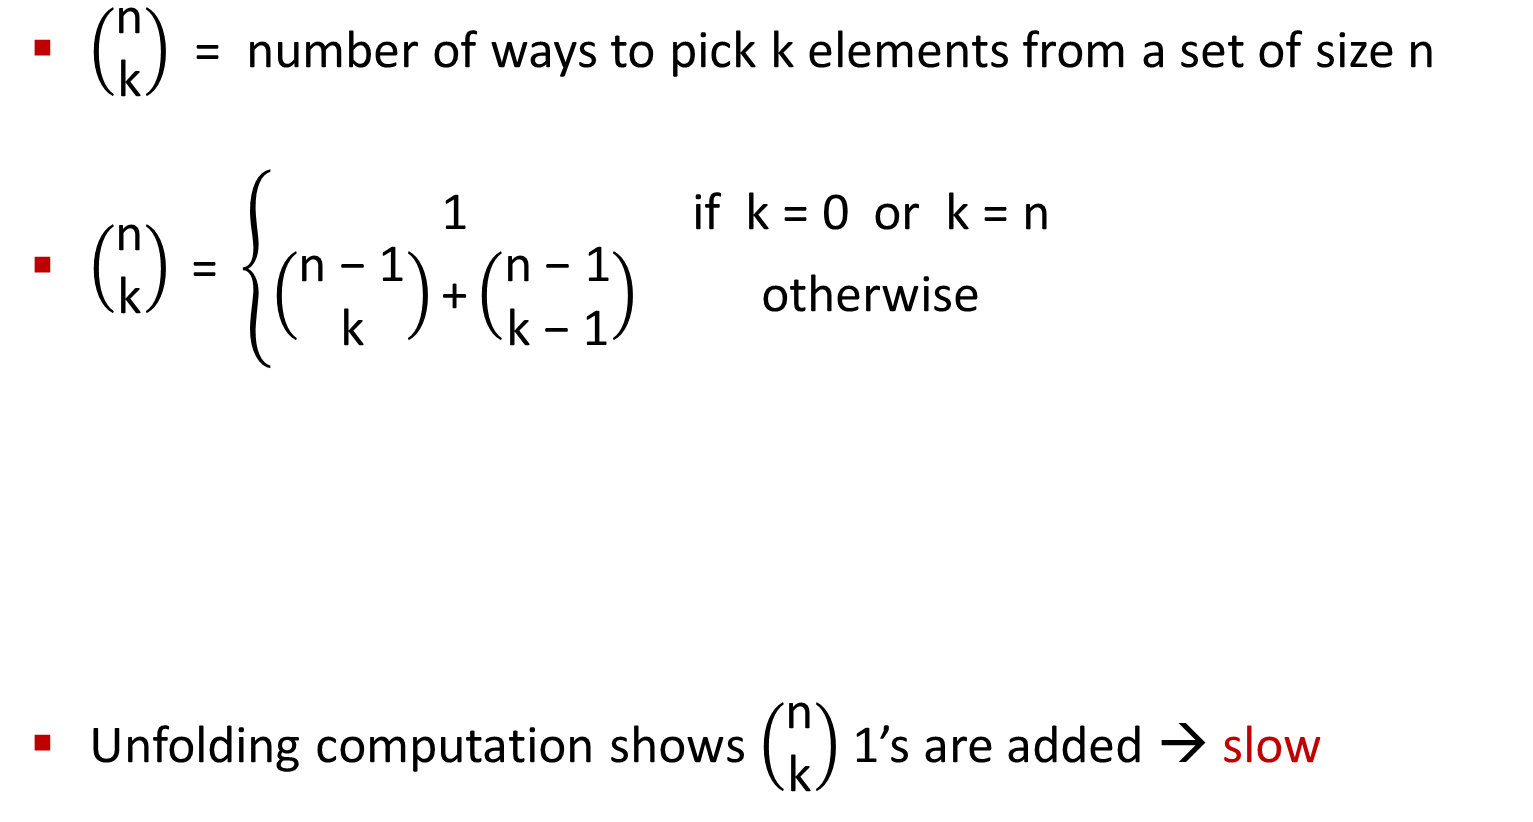 ▪ (n k) = number of ways to pick k elements from a set of size n
▪ (n k) = { 1 if k = 0 or k = n
(n − 1 k) + (n − 1 k − 1) otherwise
▪ Unfolding computation shows (n k) 1’s are added → slow